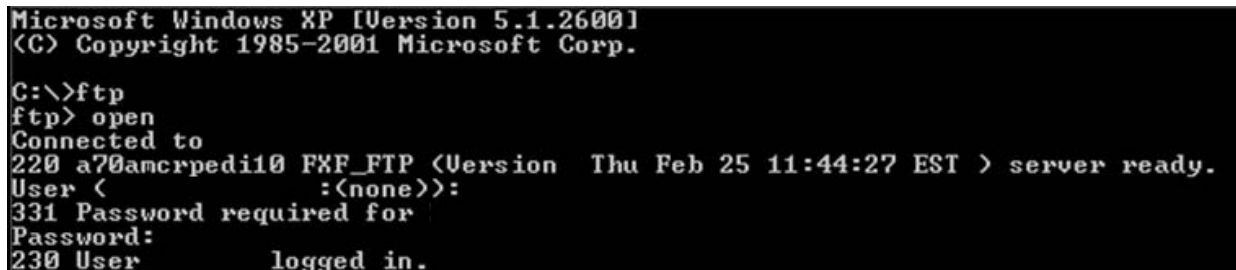 Microsoft Windows XP [Version 5.1.2600]
(C) Copyright 1985-2001 Microsoft Corp.
C:\>ftp
ftp> open
Connected to
220 a70amcrpedi10 FXF_FTP (Version  Thu Feb 25 11:44:27 EST ) server ready.
User (              :(none)):
331 Password required for
Password:
230 User        logged in.